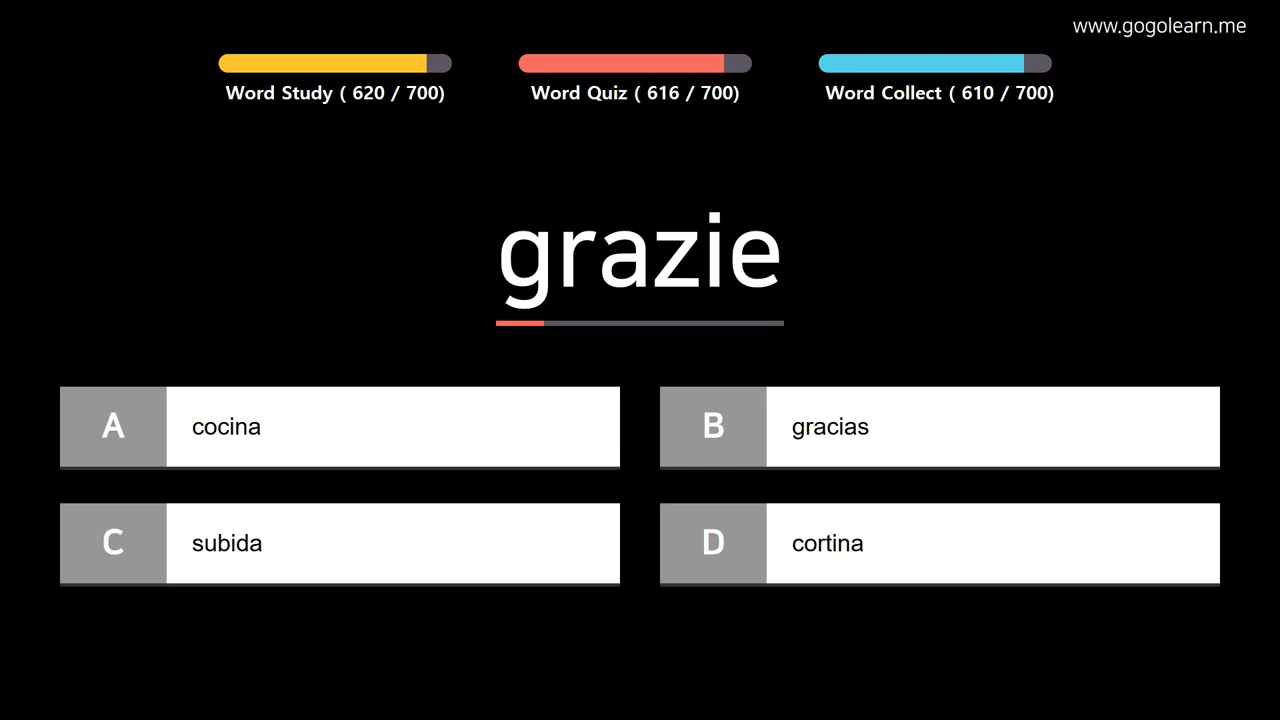 www.gogolearn.me
Word Study ( 620 / 700)
Word Quiz ( 616 / 700)
Word Collect ( 610 / 700)
grazie
A cocina
B gracias
C subida
D cortina